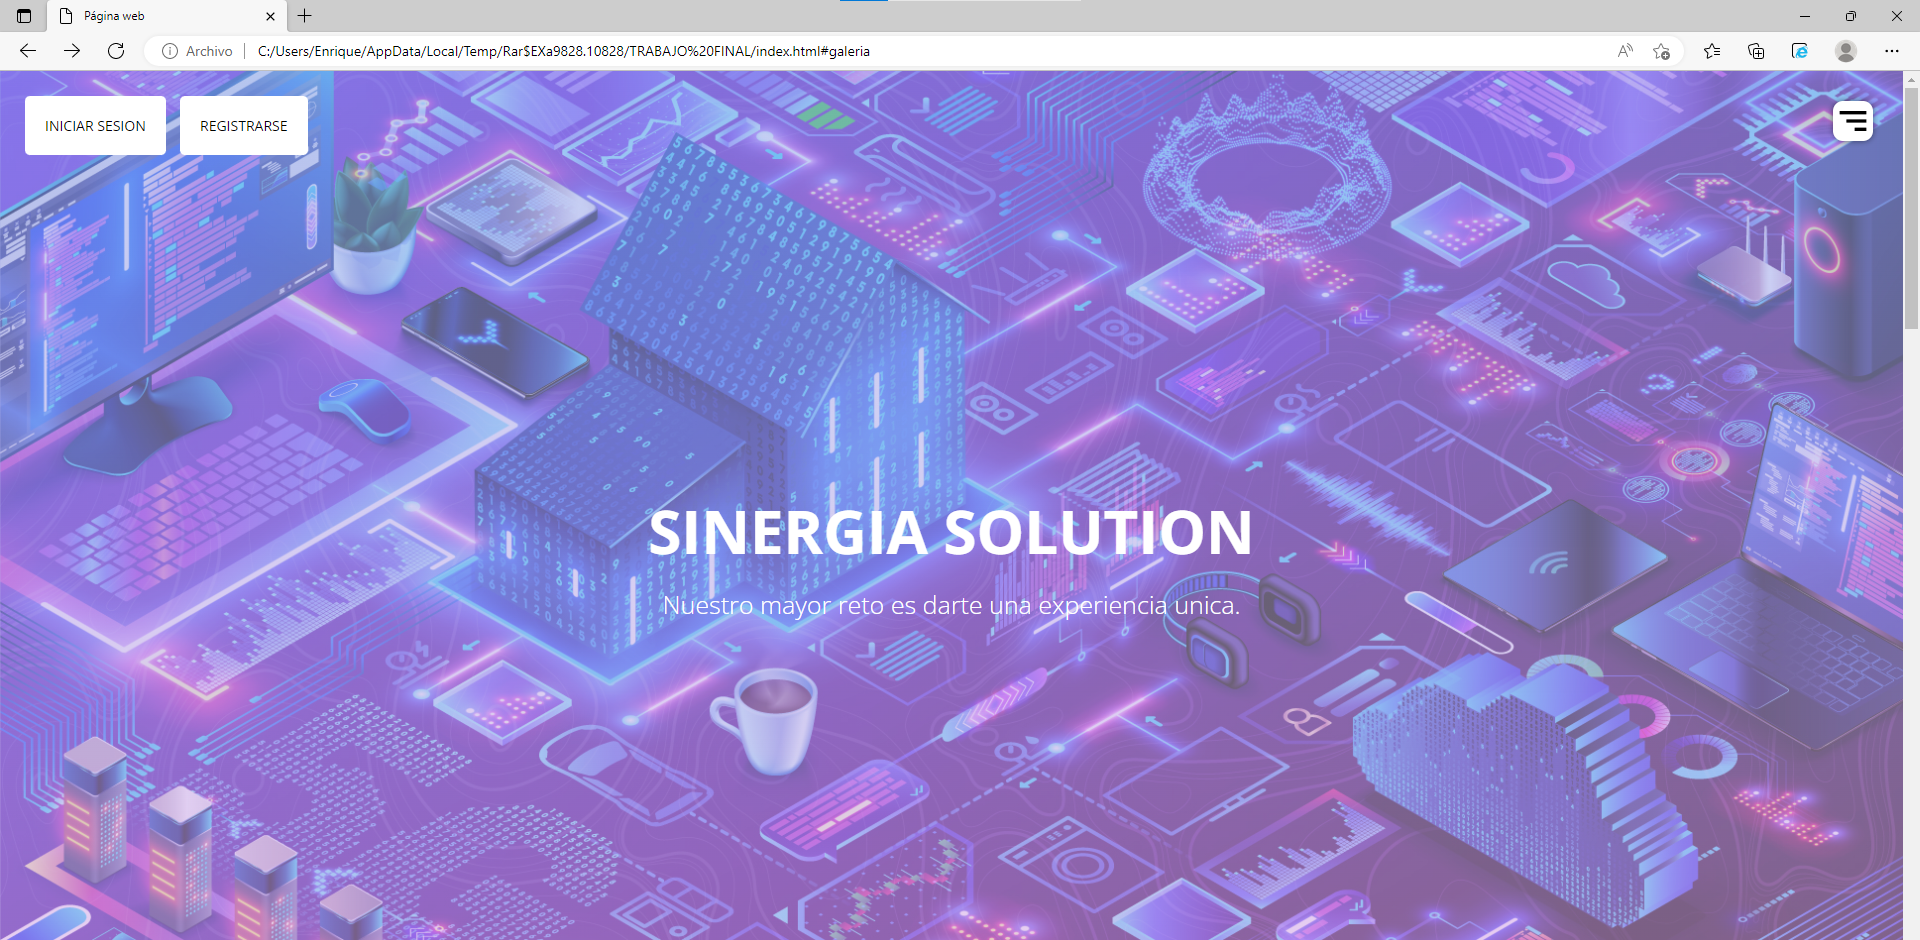 Página web
Archivo
C:/Users/Enrique/AppData/Local/Temp/Rar$EXa9828.10828/TRABAJO%20FINAL/index.html#galeria
INICIAR SESION
REGISTRARSE
SINERGIA SOLUTION
Nuestro mayor reto es darte una experiencia unica.